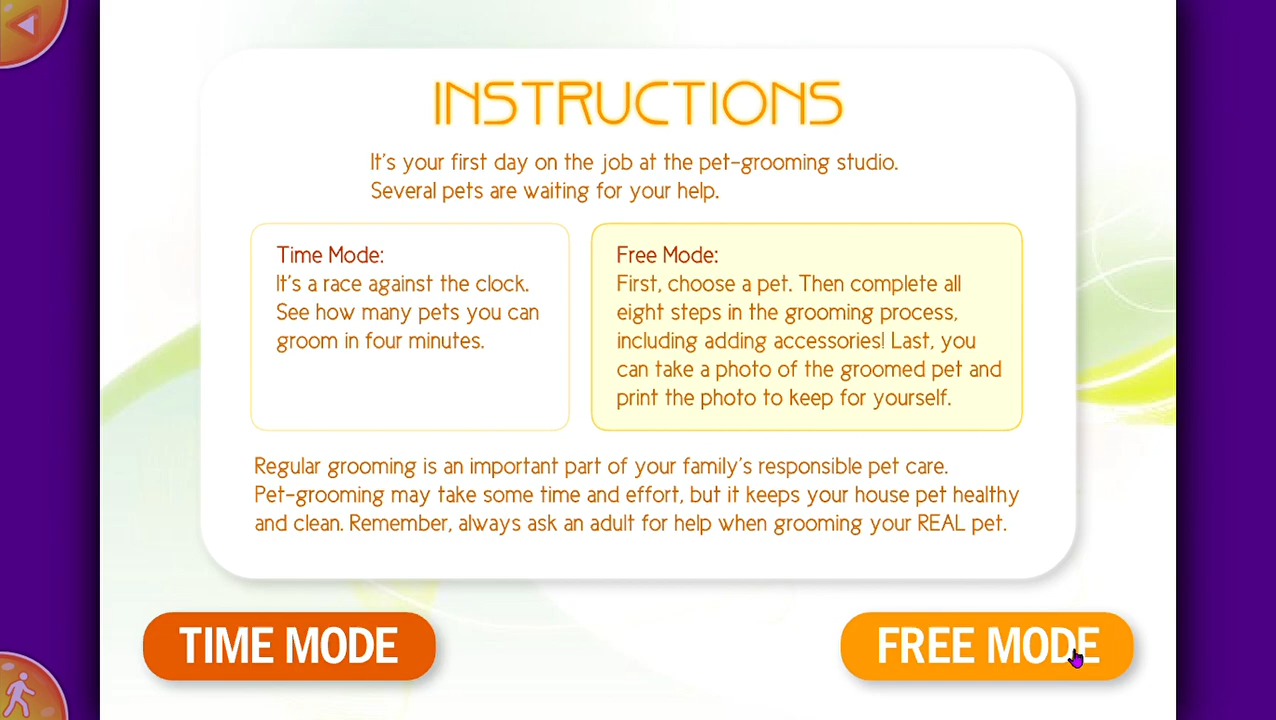 INSTRUCTIONS
It's your first day on the job at the pet-grooming studio.
Several pets are waiting for your help.
Time Mode:
It's a race against the clock.
See how many pets you can
groom in four minutes.
Free Mode:
First, choose a pet. Then complete all
eight steps in the grooming process,
including adding accessories! Last, you
can take a photo of the groomed pet and
print the photo to keep for yourself.
Regular grooming is an important part of your family's responsible pet care.
Pet-grooming may take some time and effort, but it keeps your house pet healthy
and clean. Remember, always ask an adult for help when grooming your REAL pet.
TIME MODE
FREE MODE